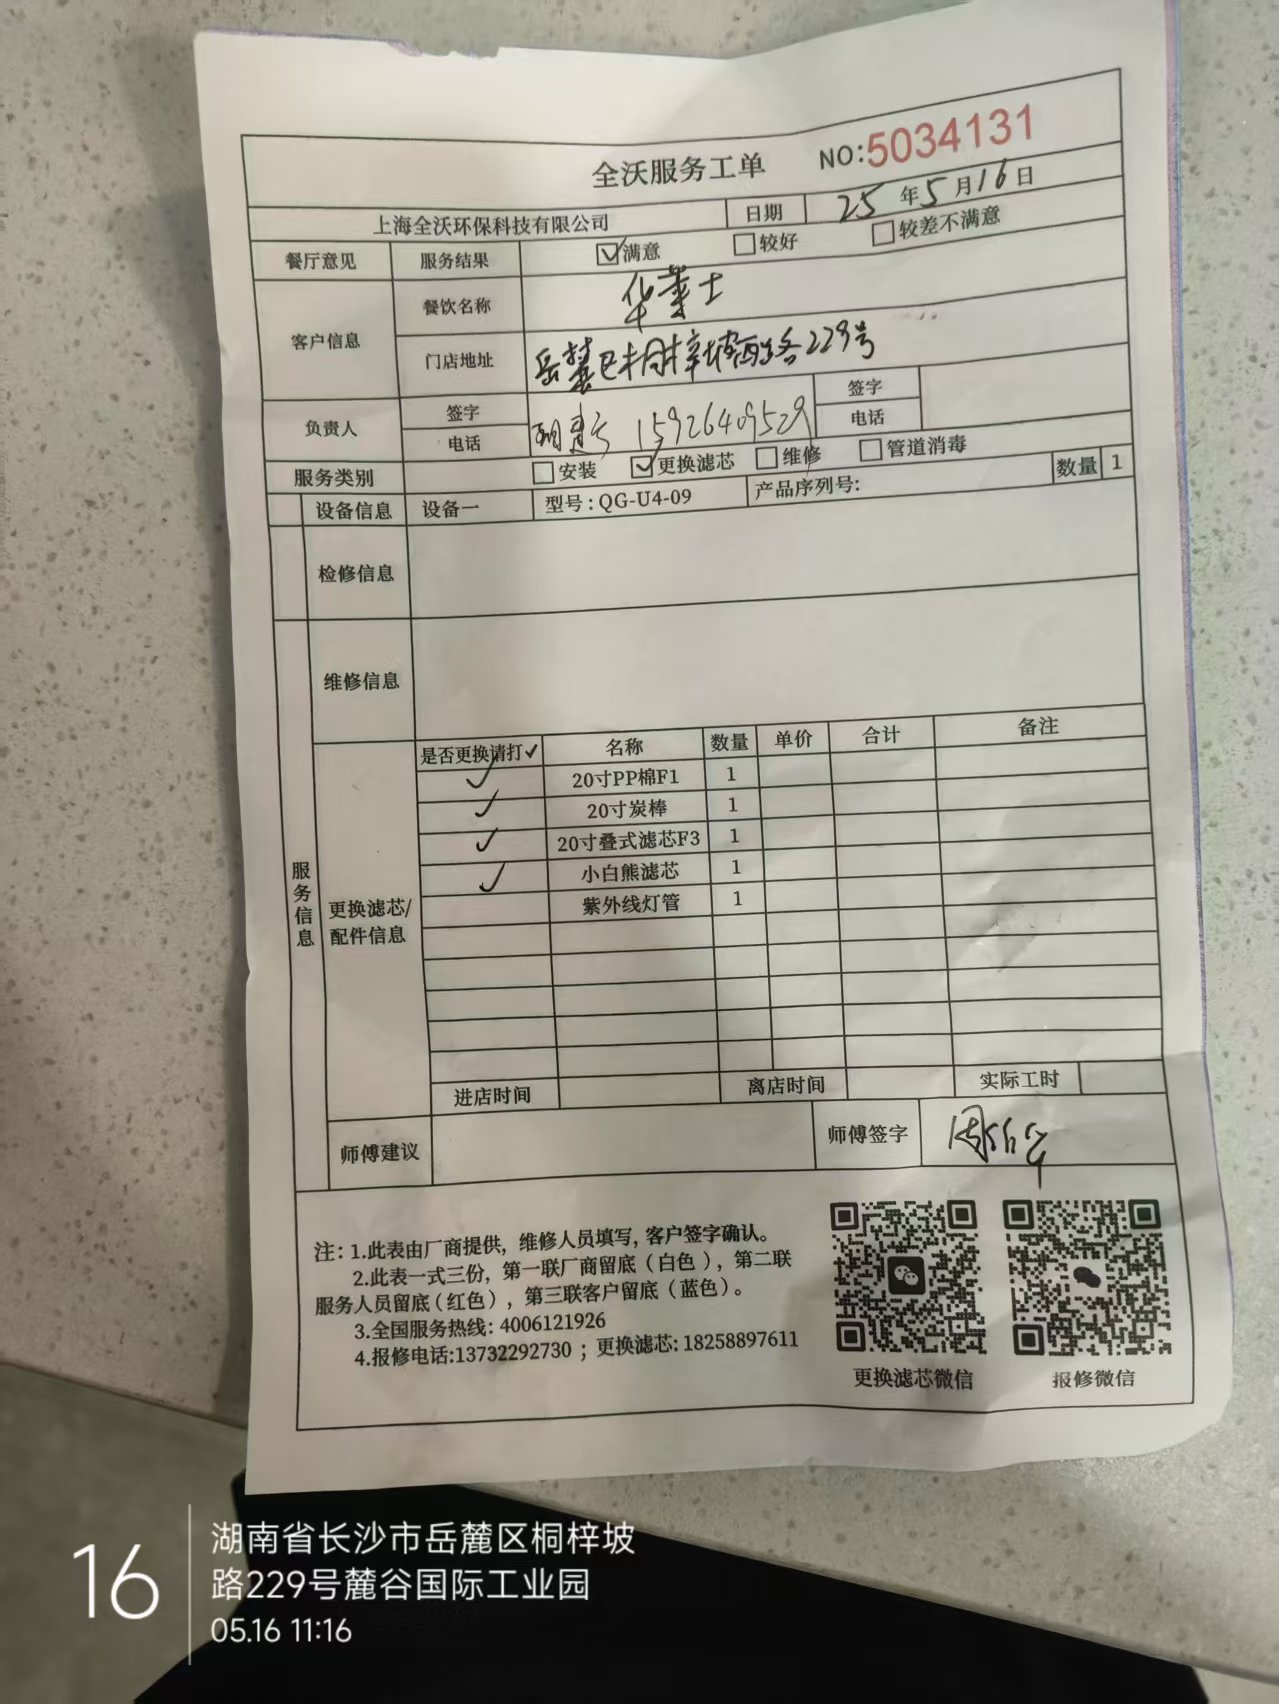 全沃服务工单 NO:5034131
上海全沃环保科技有限公司 日期 25年5月16日
餐厅意见 服务结果 ☑满意 □较好 □较差不满意
客户信息 餐饮名称 华莱士
门店地址 岳麓区桐梓坡西路229号
负责人 签字 签字
电话 15926409529 电话
服务类别 □安装 ☑更换滤芯 □维修 □管道消毒
设备信息 设备一 型号:QG-U4-09 产品序列号: 数量 1
检修信息
维修信息
服务信息
更换滤芯/
配件信息
是否更换请打✓ 名称 数量 单价 合计 备注
✓ 20寸PP棉F1 1
✓ 20寸炭棒 1
✓ 20寸叠式滤芯F3 1
✓ 小白熊滤芯 1
紫外线灯管 1
进店时间 离店时间 实际工时
师傅建议 师傅签字
注：1.此表由厂商提供，维修人员填写，客户签字确认。
2.此表一式三份，第一联厂商留底（白色），第二联
服务人员留底（红色），第三联客户留底（蓝色）。
3.全国服务热线：4006121926
4.报修电话:13732292730；更换滤芯:18258897611
更换滤芯微信 报修微信
16
湖南省长沙市岳麓区桐梓坡
路229号麓谷国际工业园
05.16 11:16